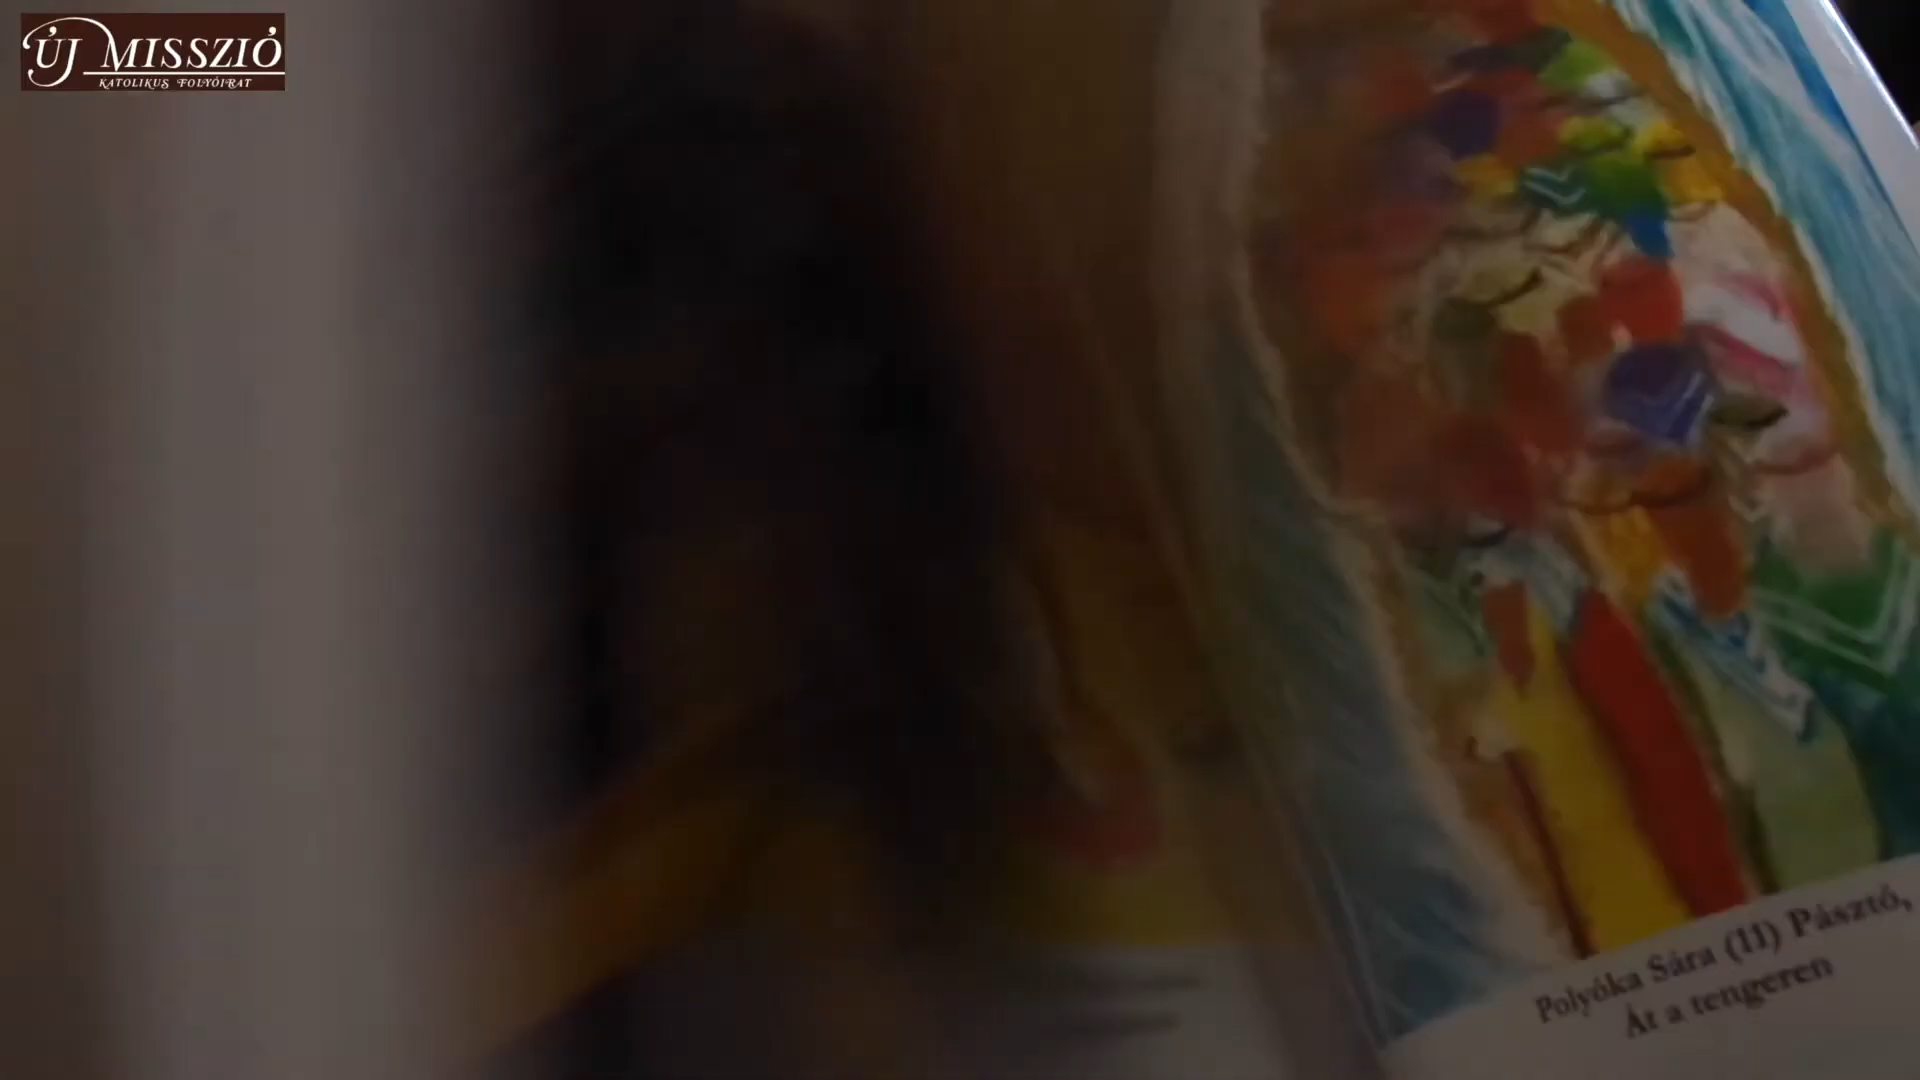 ÚJ MISSZIÓ
KATOLIKUS FOLYÓIRAT
Polyóka Sára (11) Pásztó,
Át a tengeren